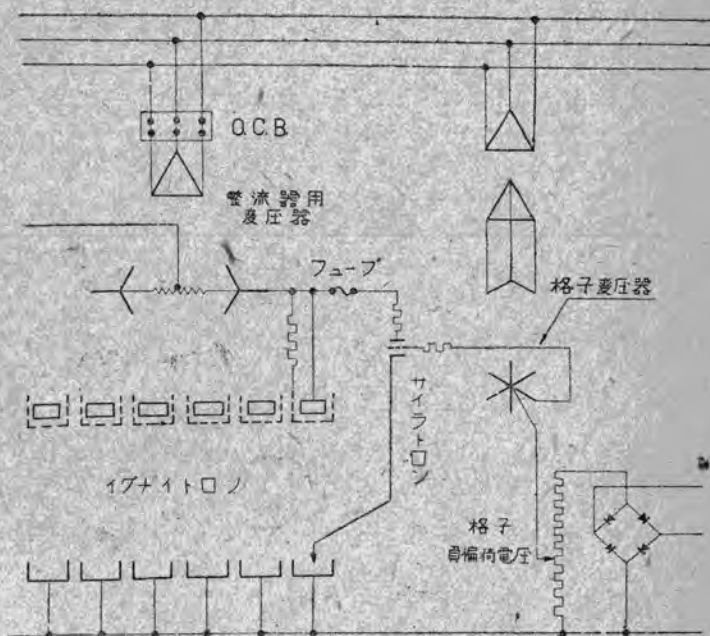 O.C.B.
整流器用
変圧器
フューブ
格子変圧器
サイラトロン
イグナイトロン
格子
負偏荷電圧